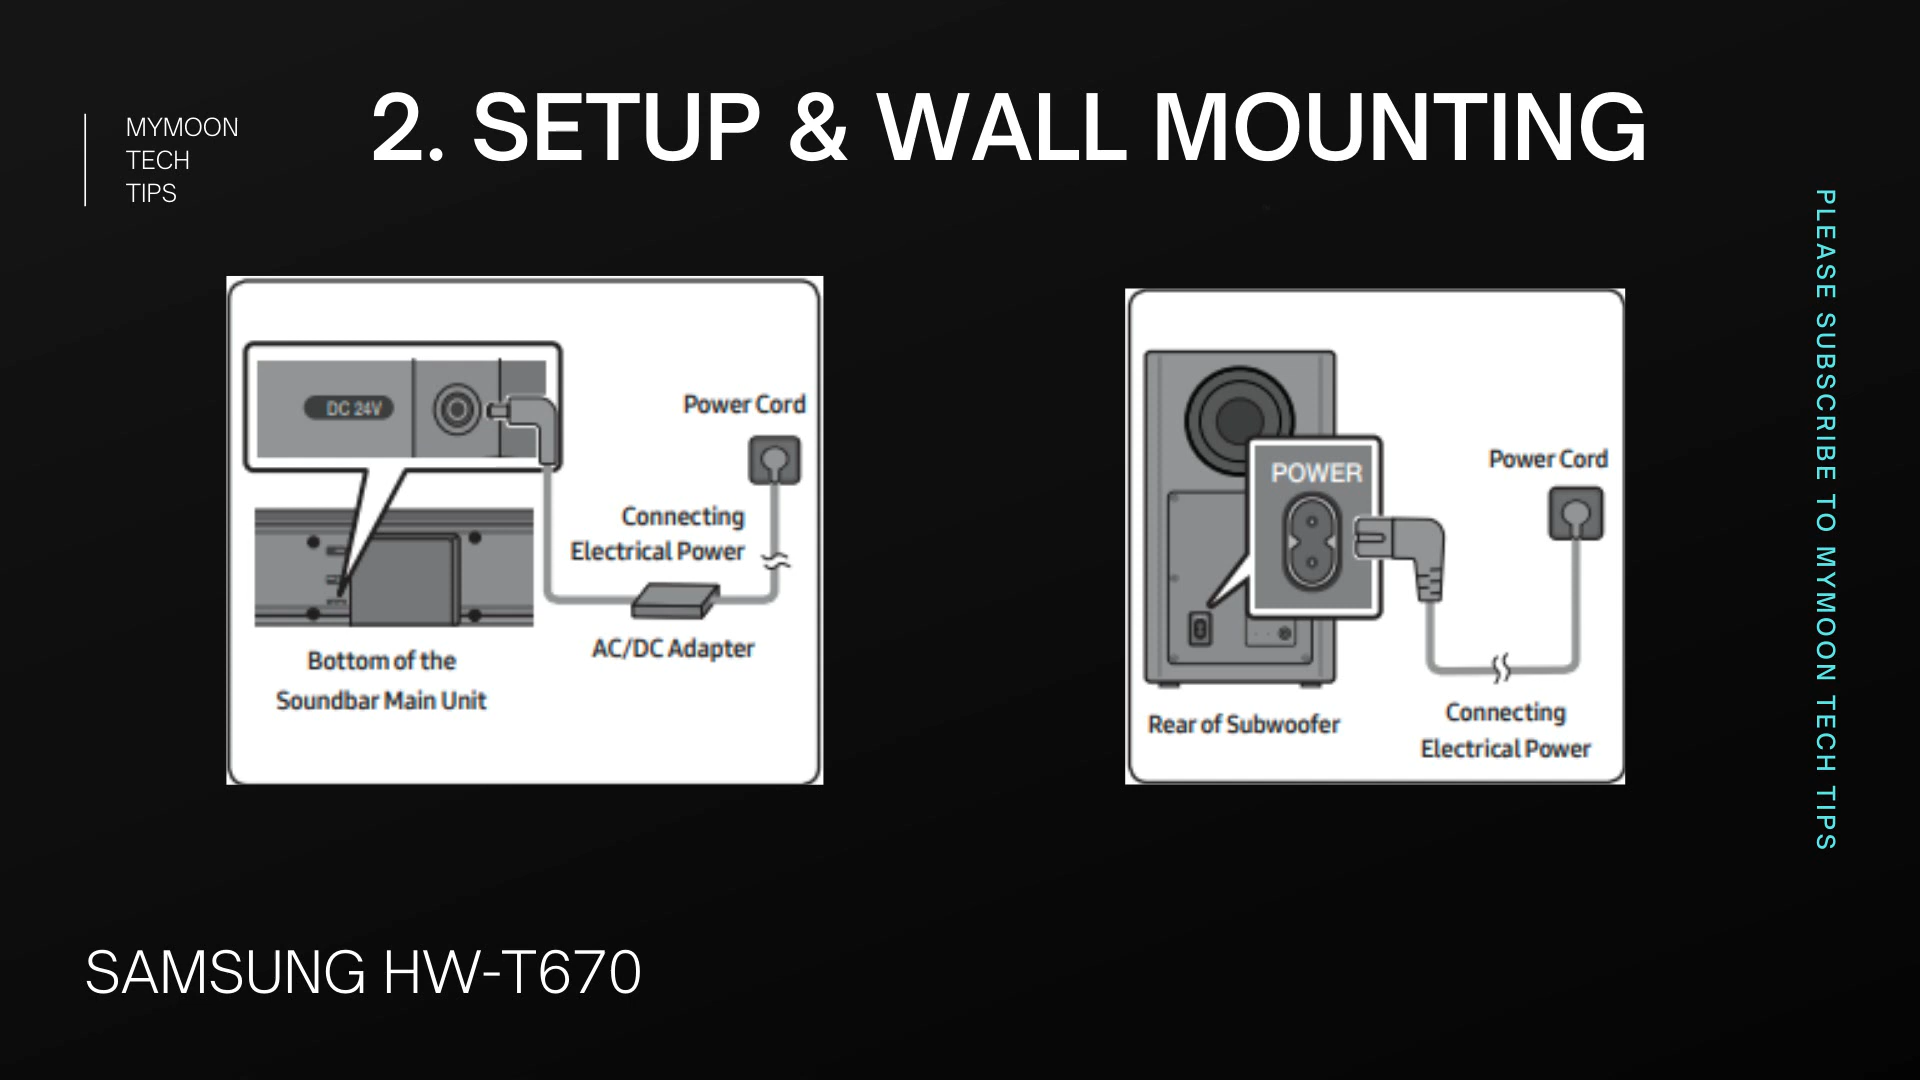 MYMOON
TECH
TIPS
2. SETUP & WALL MOUNTING
DC 24V
Power Cord
Connecting
Electrical Power
AC/DC Adapter
Bottom of the
Soundbar Main Unit
POWER
Power Cord
Rear of Subwoofer
Connecting
Electrical Power
PLEASE SUBSCRIBE TO MYMOON TECH TIPS
SAMSUNG HW-T670